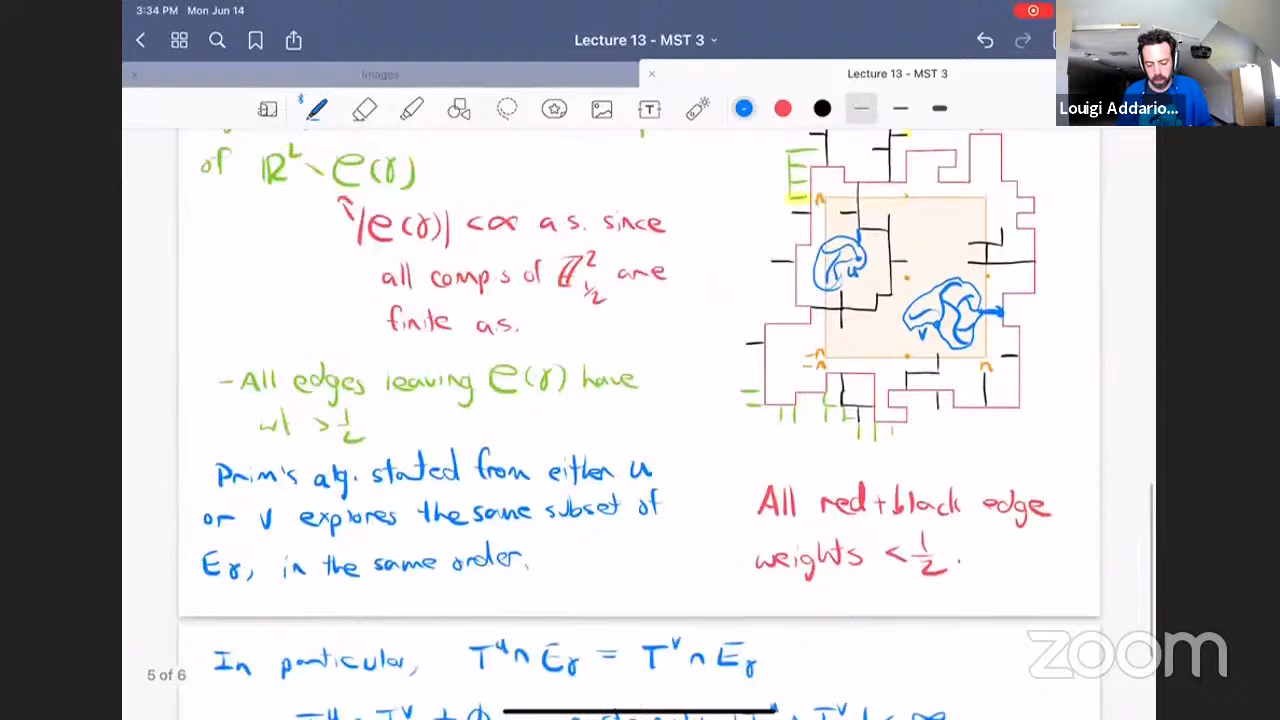 3:34 PM Mon Jun 14
Lecture 13 - MST 3
Images
Lecture 13 - MST 3
Louigi Addario...
of ℝ² \ C(γ)
|C(γ)| < ∞ a.s. since
all comps of ℤ²_{1/2} are
finite a.s.
- All edges leaving C(γ) have
wt > 1/2
Prim's alg. started from either u
or v explores the same subset of
E_γ, in the same order.
n
-n
-n
n
u
v
All red + black edge
weights < 1/2.
zoom
5 of 6
In particular, T^u ∩ E_γ = T^v ∩ E_γ